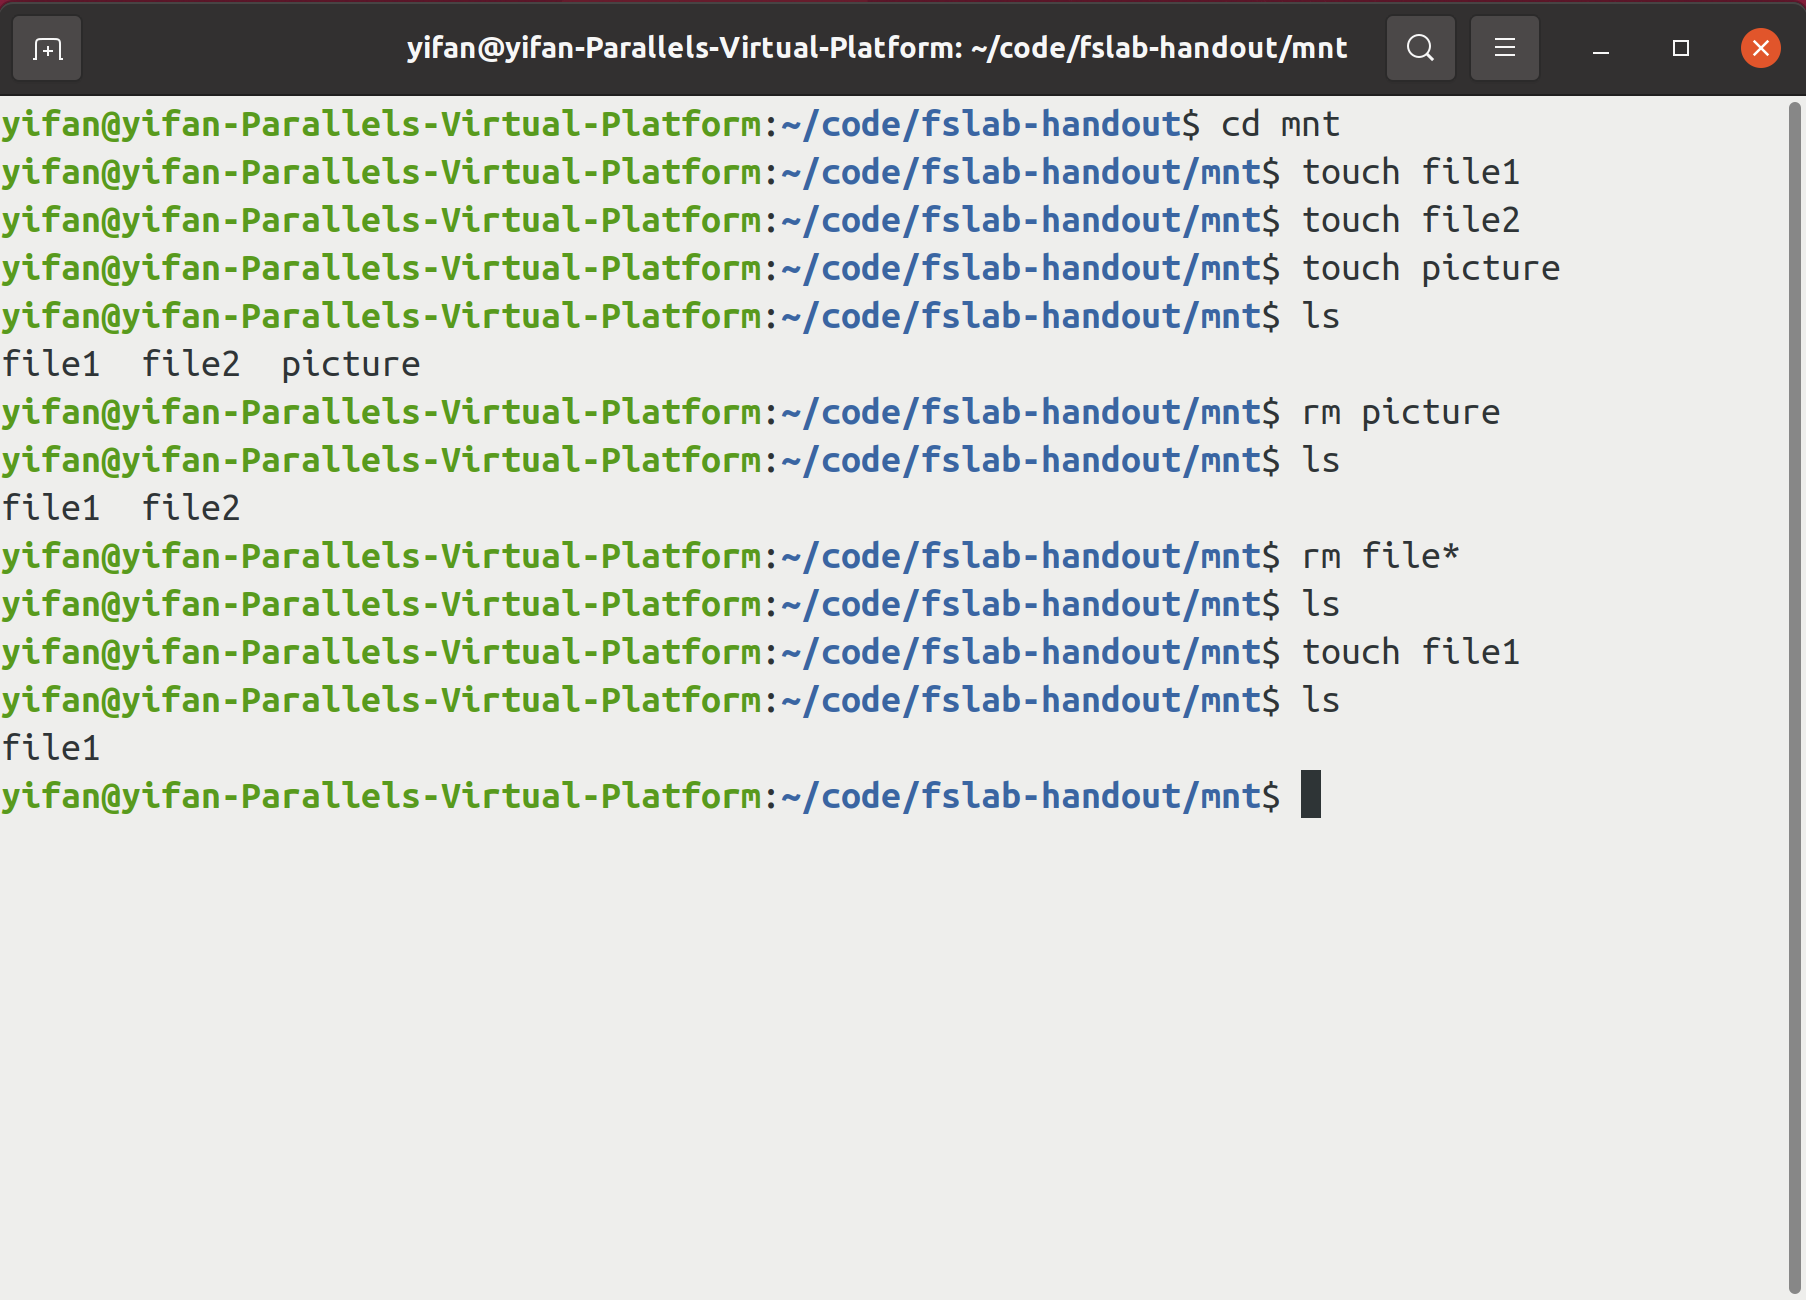 yifan@yifan-Parallels-Virtual-Platform: ~/code/fslab-handout/mnt
yifan@yifan-Parallels-Virtual-Platform:~/code/fslab-handout$ cd mnt
yifan@yifan-Parallels-Virtual-Platform:~/code/fslab-handout/mnt$ touch file1
yifan@yifan-Parallels-Virtual-Platform:~/code/fslab-handout/mnt$ touch file2
yifan@yifan-Parallels-Virtual-Platform:~/code/fslab-handout/mnt$ touch picture
yifan@yifan-Parallels-Virtual-Platform:~/code/fslab-handout/mnt$ ls
file1  file2  picture
yifan@yifan-Parallels-Virtual-Platform:~/code/fslab-handout/mnt$ rm picture
yifan@yifan-Parallels-Virtual-Platform:~/code/fslab-handout/mnt$ ls
file1  file2
yifan@yifan-Parallels-Virtual-Platform:~/code/fslab-handout/mnt$ rm file*
yifan@yifan-Parallels-Virtual-Platform:~/code/fslab-handout/mnt$ ls
yifan@yifan-Parallels-Virtual-Platform:~/code/fslab-handout/mnt$ touch file1
yifan@yifan-Parallels-Virtual-Platform:~/code/fslab-handout/mnt$ ls
file1
yifan@yifan-Parallels-Virtual-Platform:~/code/fslab-handout/mnt$